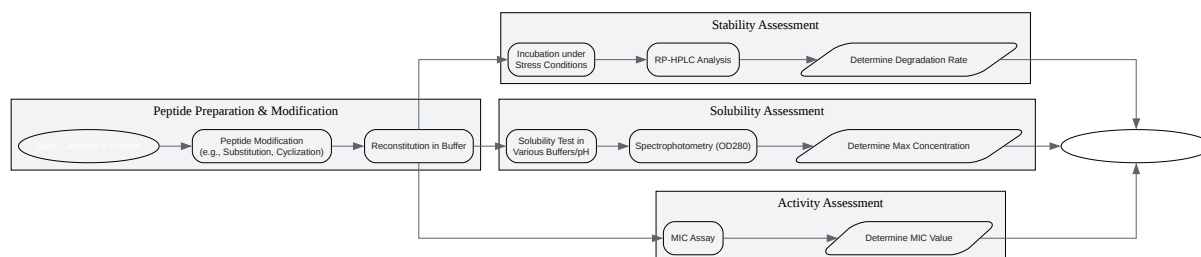 Stability Assessment
Incubation under
Stress Conditions
RP-HPLC Analysis
Determine Degradation Rate
Peptide Preparation & Modification
Peptide Modification
(e.g., Substitution, Cyclization)
Reconstitution in Buffer
Solubility Assessment
Solubility Test in
Various Buffers/pH
Spectrophotometry (OD280)
Determine Max Concentration
Activity Assessment
MIC Assay
Determine MIC Value